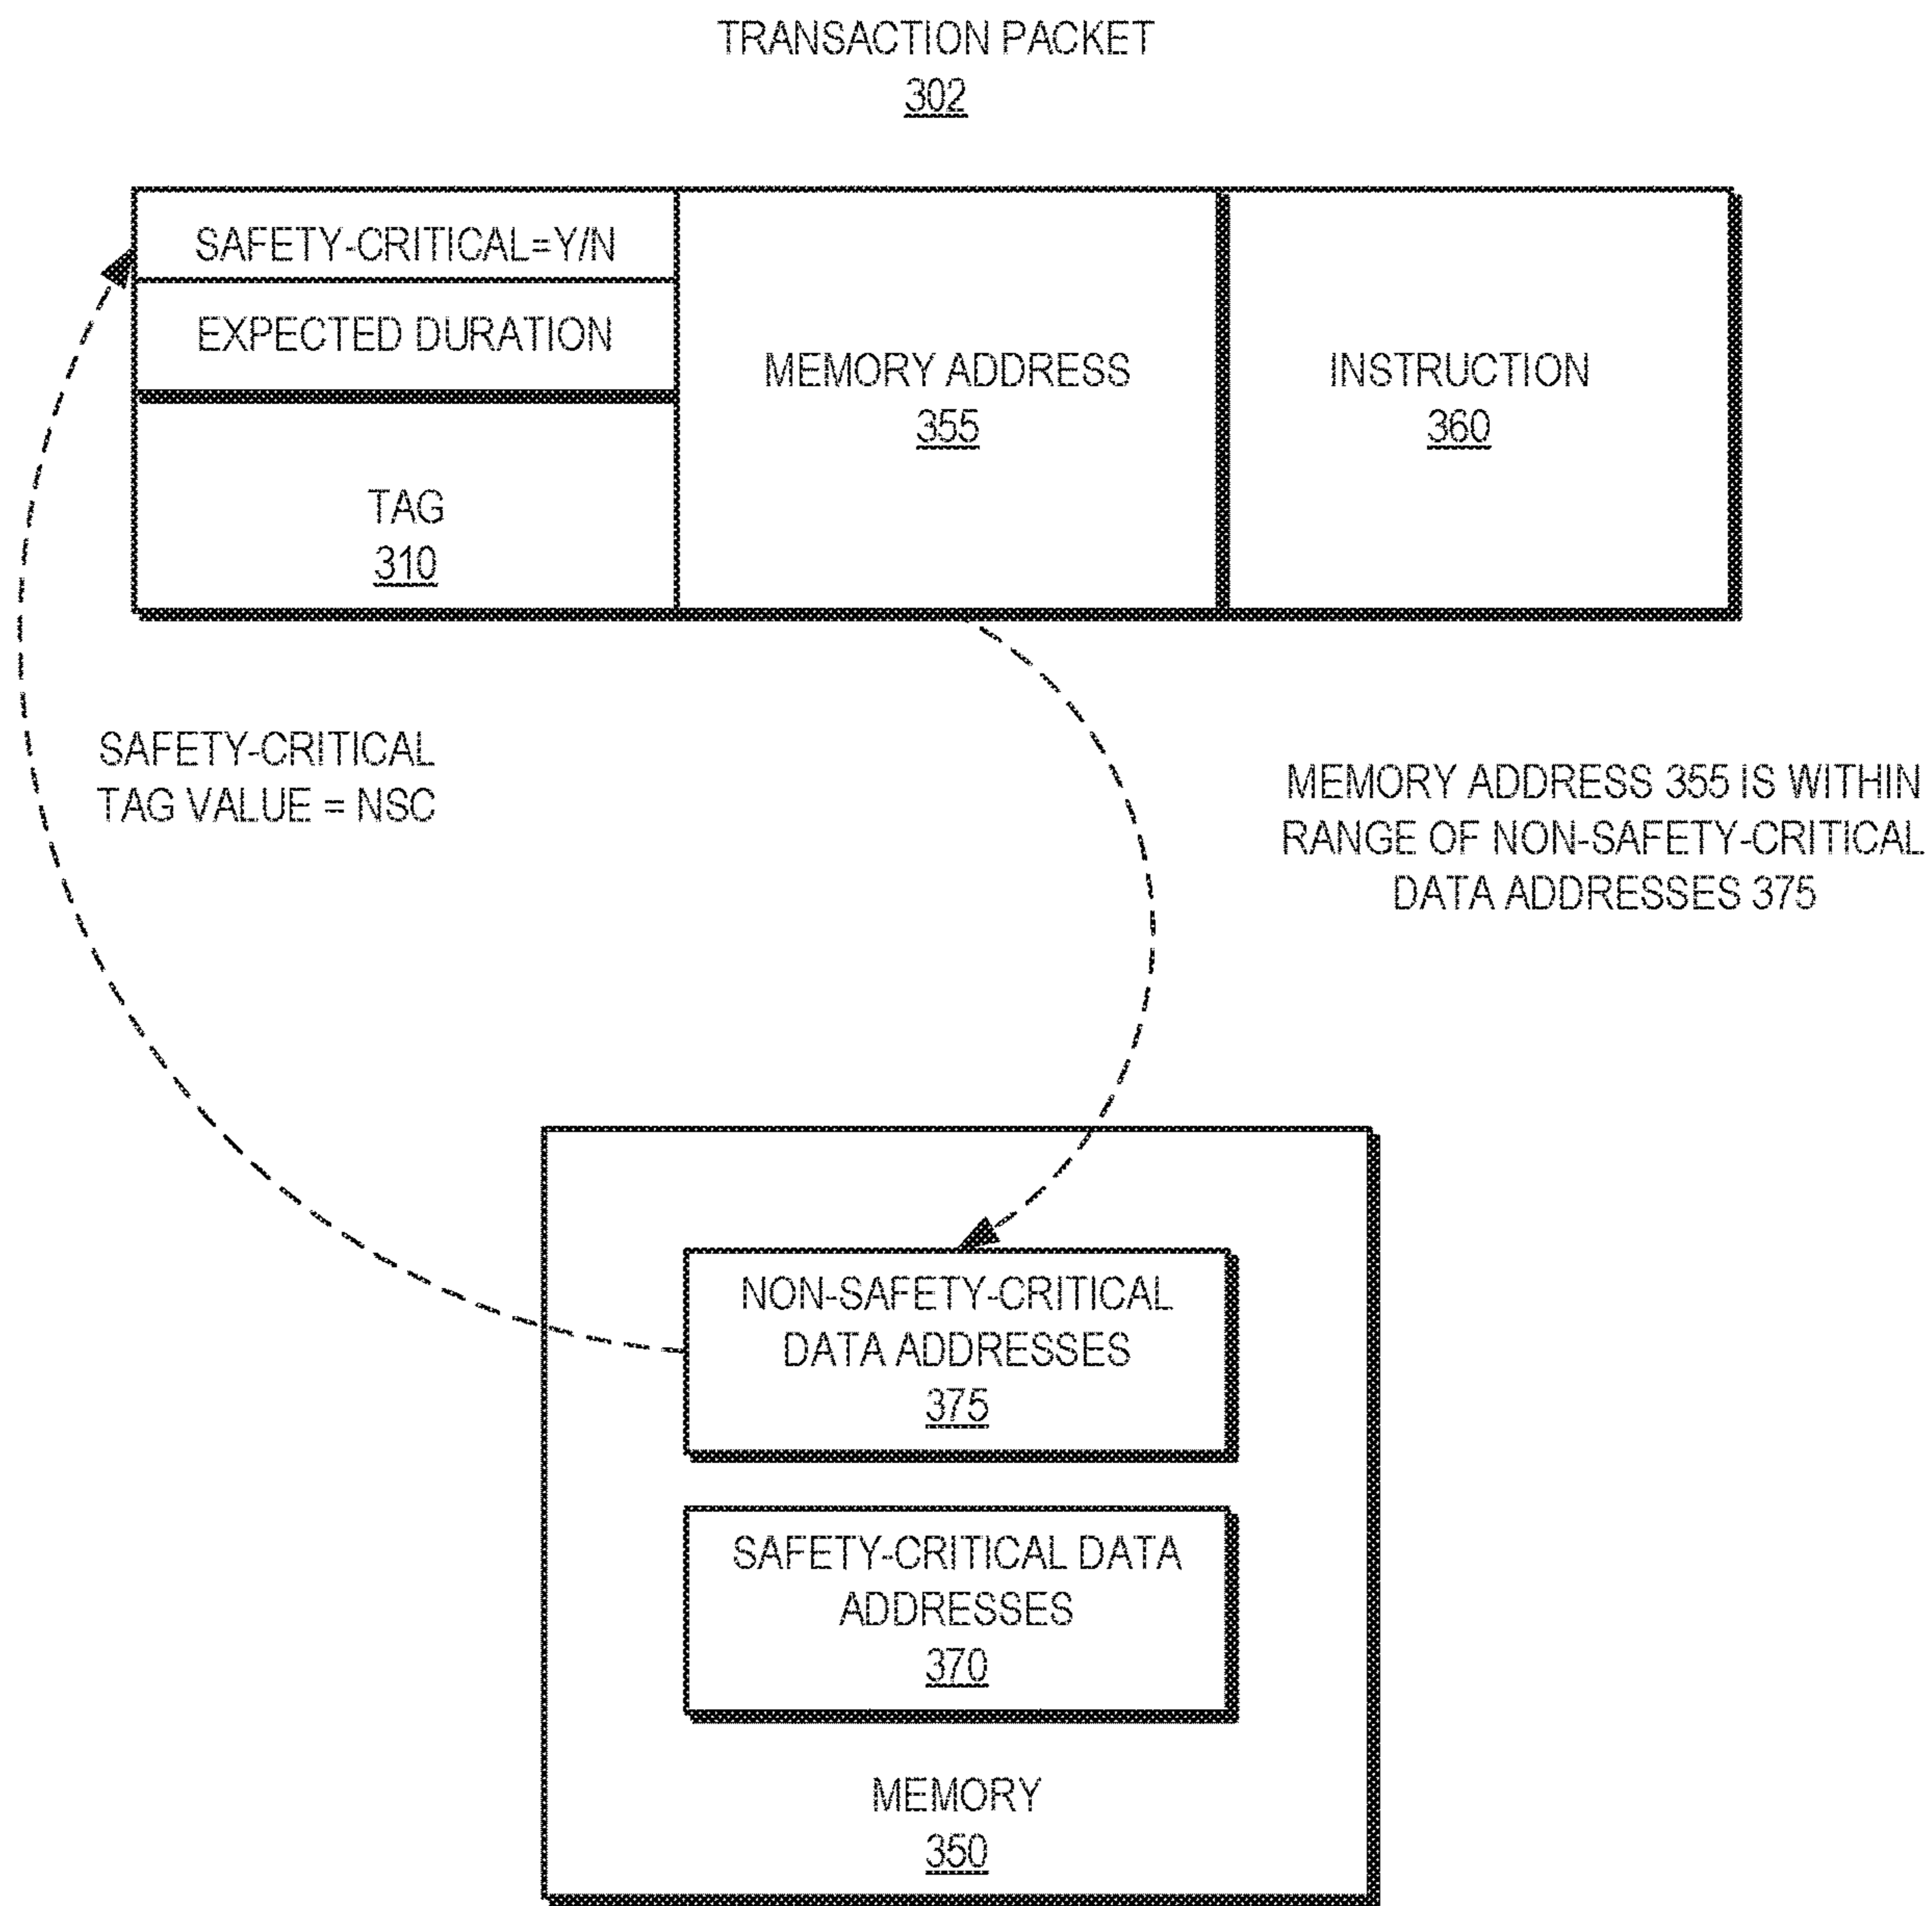 TRANSACTION PACKET
302
SAFETY-CRITICAL=Y/N
EXPECTED DURATION
TAG
310
MEMORY ADDRESS
355
INSTRUCTION
360
SAFETY-CRITICAL
TAG VALUE = NSC
MEMORY ADDRESS 355 IS WITHIN
RANGE OF NON-SAFETY-CRITICAL
DATA ADDRESSES 375
NON-SAFETY-CRITICAL
DATA ADDRESSES
375
SAFETY-CRITICAL DATA
ADDRESSES
370
MEMORY
350